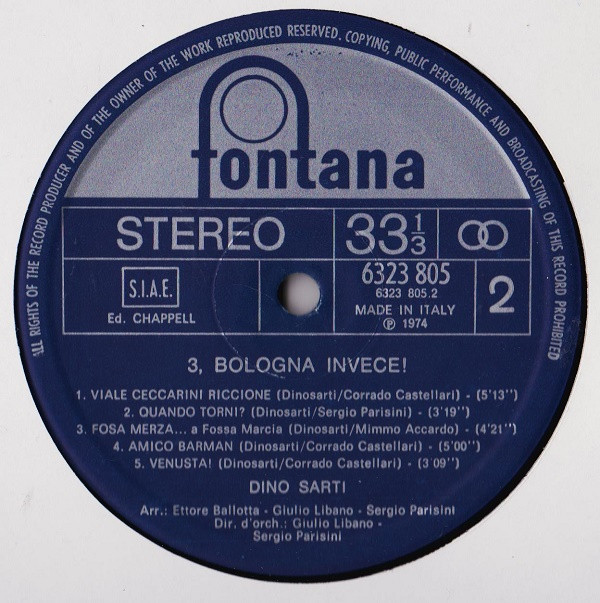 ALL RIGHTS OF THE RECORD PRODUCER AND OF THE OWNER OF THE WORK REPRODUCED RESERVED. COPYING, PUBLIC PERFORMANCE AND BROADCASTING OF THIS RECORD PROHIBITED
fontana
STEREO 33 1/3
S.I.A.E.
Ed. CHAPPELL
6323 805
6323 805.2
MADE IN ITALY
Ⓟ 1974
2
3, BOLOGNA INVECE!
1. VIALE CECCARINI RICCIONE (Dinosarti/Corrado Castellari) - (5'13'')
2. QUANDO TORNI? (Dinosarti/Sergio Parisini) - (3'19'')
3. FOSA MERZA... a Fossa Marcia (Dinosarti/Mimmo Accardo) - (4'21'')
4. AMICO BARMAN (Dinosarti/Corrado Castellari) - (5'00'')
5. VENUSTA! (Dinosarti/Corrado Castellari) - (3'09'')
DINO SARTI
Arr.: Ettore Ballotta - Giulio Libano - Sergio Parisini
Dir. d'orch.: Giulio Libano -
Sergio Parisini